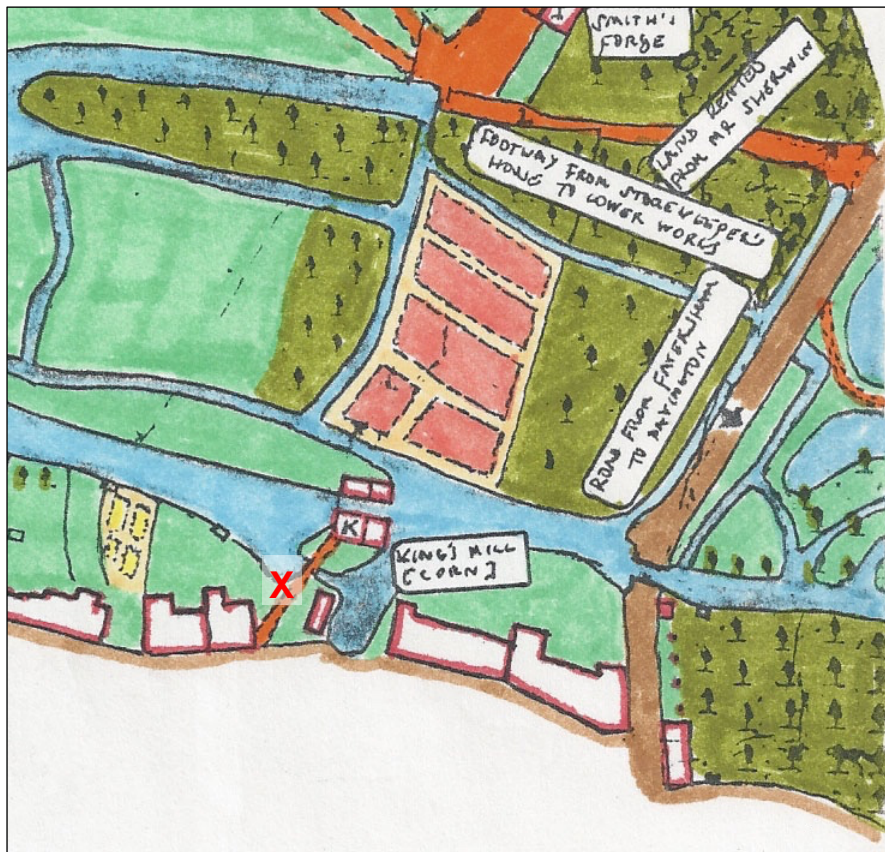 I
SMITH'S
FORGE
LAND RENTED
FROM MR SHERWIN
FOOTWAY FROM STOREKEEPER'S
HOUSE TO LOWER WORKS
ROAD FROM FAVERSHAM
TO DAVINGTON
K
KING'S MILL
[CORN]
X